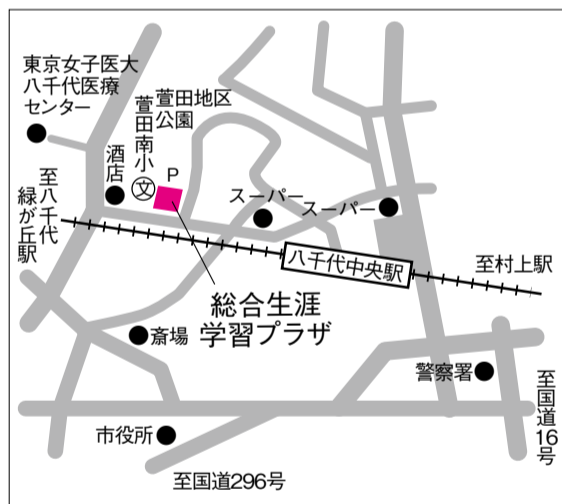 東京女子医大
八千代医療
センター
萱田地区
公園
萱田南小
酒店
文
P
至八千代
緑が丘駅
スーパー
スーパー
八千代中央駅
至村上駅
総合生涯
学習プラザ
斎場
警察署
至国道16号
市役所
至国道296号